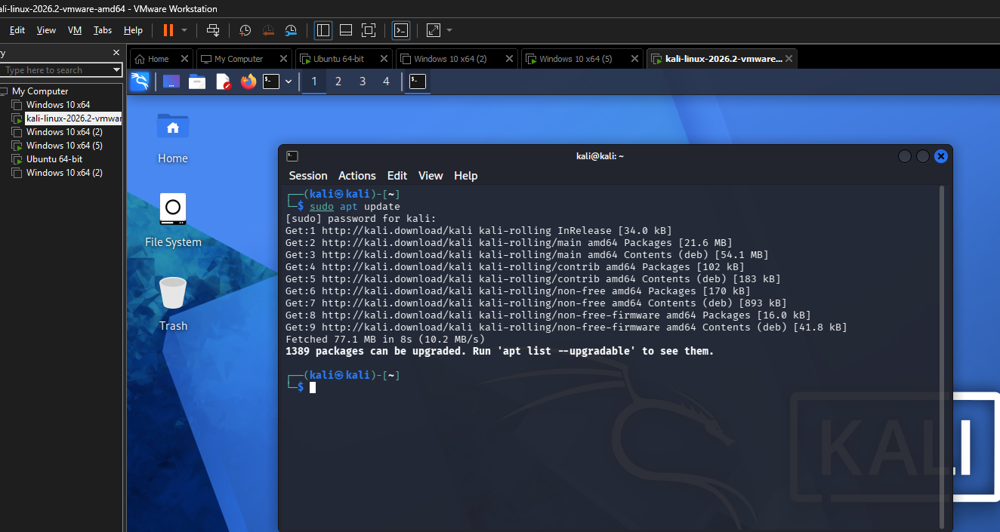 ali-linux-2026.2-vmware-amd64 - VMware Workstation
Edit View VM Tabs Help
y
Type here to search
My Computer
Windows 10 x64
kali-linux-2026.2-vmwar
Windows 10 x64 (2)
Windows 10 x64 (5)
Ubuntu 64-bit
Windows 10 x64 (2)
Home My Computer Ubuntu 64-bit Windows 10 x64 (2) Windows 10 x64 (5) kali-linux-2026.2-vmware...
1 2 3 4
Home
File System
Trash
kali@kali: ~
Session Actions Edit View Help
┌──(kali㉿kali)-[~]
└─$ sudo apt update
[sudo] password for kali:
Get:1 http://kali.download/kali kali-rolling InRelease [34.0 kB]
Get:2 http://kali.download/kali kali-rolling/main amd64 Packages [21.6 MB]
Get:3 http://kali.download/kali kali-rolling/main amd64 Contents (deb) [54.1 MB]
Get:4 http://kali.download/kali kali-rolling/contrib amd64 Packages [102 kB]
Get:5 http://kali.download/kali kali-rolling/contrib amd64 Contents (deb) [183 kB]
Get:6 http://kali.download/kali kali-rolling/non-free amd64 Packages [170 kB]
Get:7 http://kali.download/kali kali-rolling/non-free amd64 Contents (deb) [893 kB]
Get:8 http://kali.download/kali kali-rolling/non-free-firmware amd64 Packages [16.0 kB]
Get:9 http://kali.download/kali kali-rolling/non-free-firmware amd64 Contents (deb) [41.8 kB]
Fetched 77.1 MB in 8s (10.2 MB/s)
1389 packages can be upgraded. Run 'apt list --upgradable' to see them.
┌──(kali㉿kali)-[~]
└─$
KALI